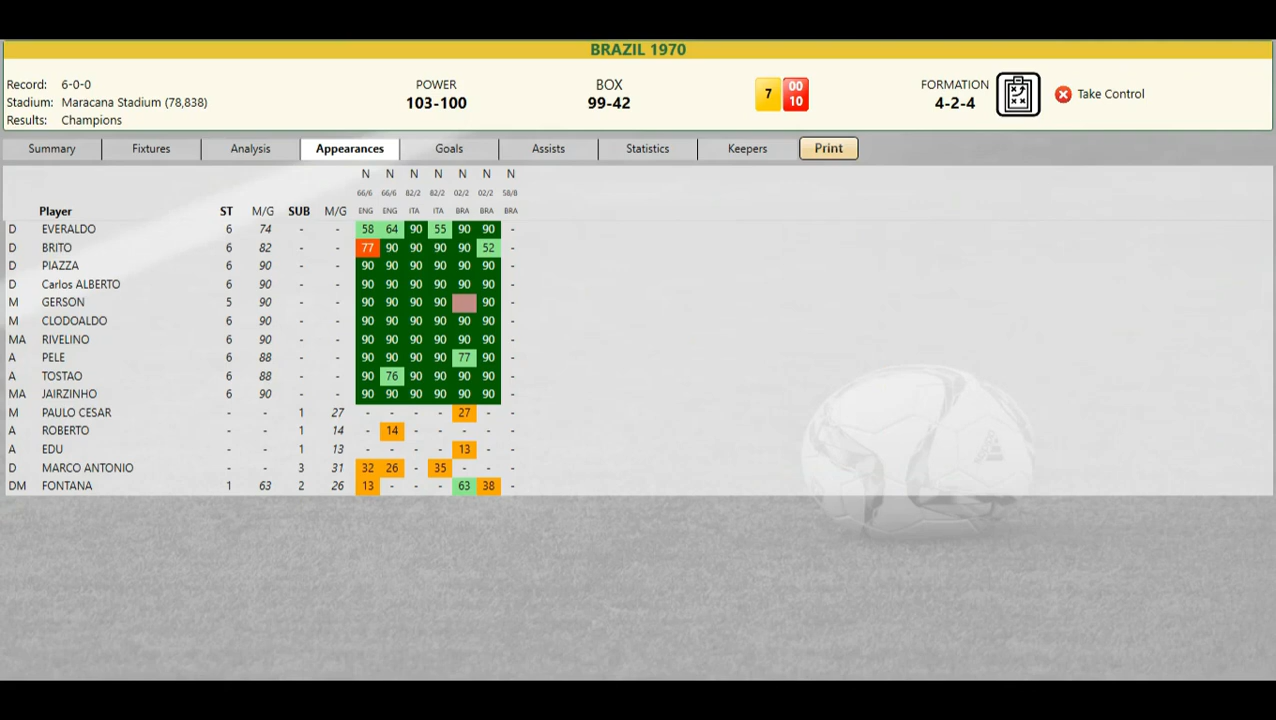 BRAZIL 1970
Record: 6-0-0
Stadium: Maracana Stadium (78,838)
Results: Champions
POWER
103-100
BOX
99-42
7
00
10
FORMATION
4-2-4
Take Control
Summary Fixtures Analysis Appearances Goals Assists Statistics Keepers Print
N N N N N N N
66/6 66/6 82/2 82/2 02/2 02/2 58/8
Player ST M/G SUB M/G ENG ENG ITA ITA BRA BRA BRA
D EVERALDO 6 74 - - 58 64 90 55 90 90 -
D BRITO 6 82 - - 77 90 90 90 90 52 -
D PIAZZA 6 90 - - 90 90 90 90 90 90 -
D Carlos ALBERTO 6 90 - - 90 90 90 90 90 90 -
M GERSON 5 90 - - 90 90 90 90 90 -
M CLODOALDO 6 90 - - 90 90 90 90 90 90 -
MA RIVELINO 6 90 - - 90 90 90 90 90 90 -
A PELE 6 88 - - 90 90 90 90 77 90 -
A TOSTAO 6 88 - - 90 76 90 90 90 90 -
MA JAIRZINHO 6 90 - - 90 90 90 90 90 90 -
M PAULO CESAR - - 1 27 - - - - 27 - -
A ROBERTO - - 1 14 - 14 - - - - -
A EDU - - 1 13 - - - - 13 - -
D MARCO ANTONIO - - 3 31 32 26 - 35 - - -
DM FONTANA 1 63 2 26 13 - - - 63 38 -